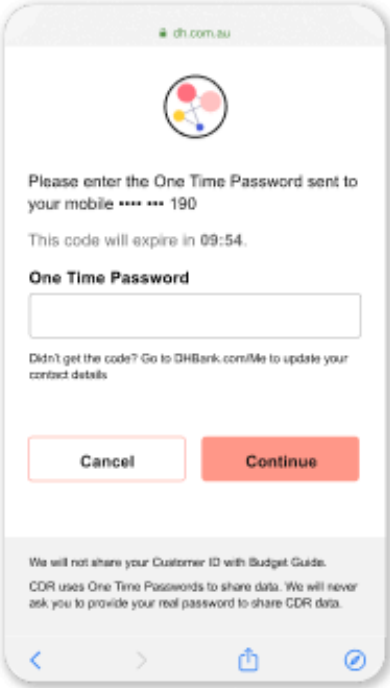 dh.com.au
Please enter the One Time Password sent to
your mobile •••• ••• 190
This code will expire in 09:54.
One Time Password
Didn't get the code? Go to DHBank.com/Me to update your
contact details
Cancel
Continue
We will not share your Customer ID with Budget Guide.
CDR uses One Time Passwords to share data. We will never
ask you to provide your real password to share CDR data.